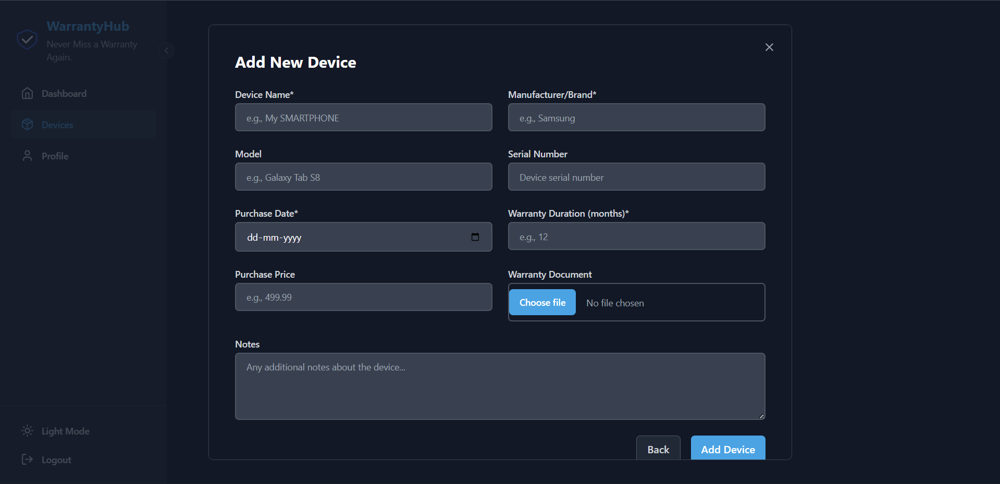 WarrantyHub
Never Miss a Warranty
Again.
Dashboard
Devices
Profile
Light Mode
Logout
Add New Device
Device Name*
e.g., My SMARTPHONE
Manufacturer/Brand*
e.g., Samsung
Model
e.g., Galaxy Tab S8
Serial Number
Device serial number
Purchase Date*
dd-mm-yyyy
Warranty Duration (months)*
e.g., 12
Purchase Price
e.g., 499.99
Warranty Document
Choose file No file chosen
Notes
Any additional notes about the device...
Back Add Device